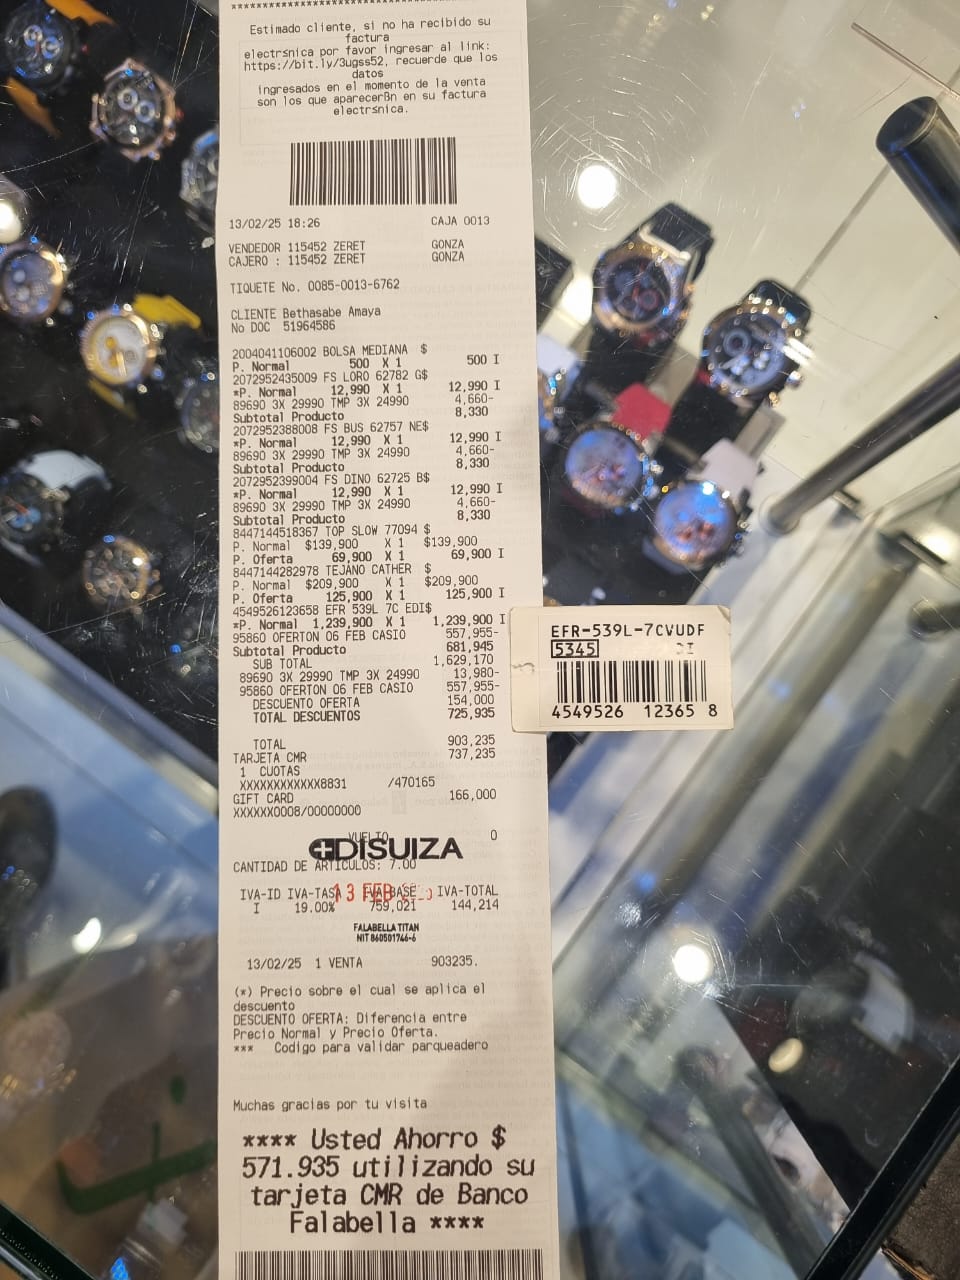 Estimado cliente, si no ha recibido su
factura
electrsnica por favor ingresar al link:
https://bit.ly/3ugss52, recuerde que los
datos
ingresados en el momento de la venta
son los que aparecerBn en su factura
electrsnica.
13/02/25 18:26 CAJA 0013
VENDEDOR 115452 ZERET GONZA
CAJERO : 115452 ZERET GONZA
TIQUETE No. 0085-0013-6762
CLIENTE Bethasabe Amaya
No DOC 51964586
2004041106002 BOLSA MEDIANA $
P. Normal 500 X 1 500 I
2072952435009 FS LORO 62782 G$
*P. Normal 12,990 X 1 12,990 I
89690 3X 29990 TMP 3X 24990 4,660-
Subtotal Producto 8,330
2072952388008 FS BUS 62757 NE$
*P. Normal 12,990 X 1 12,990 I
89690 3X 29990 TMP 3X 24990 4,660-
Subtotal Producto 8,330
2072952399004 FS DINO 62725 B$
*P. Normal 12,990 X 1 12,990 I
89690 3X 29990 TMP 3X 24990 4,660-
Subtotal Producto 8,330
8447144518367 TOP SLOW 77094 $
P. Normal $139,900 X 1 $139,900
P. Oferta 69,900 X 1 69,900 I
8447144282978 TEJANO CATHER $
P. Normal $209,900 X 1 $209,900
P. Oferta 125,900 X 1 125,900 I
4549526123658 EFR 539L 7C EDI$
*P. Normal 1,239,900 X 1 1,239,900 I
95860 OFERTON 06 FEB CASIO 557,955-
Subtotal Producto 681,945
SUB TOTAL 1,629,170
89690 3X 29990 TMP 3X 24990 13,980-
95860 OFERTON 06 FEB CASIO 557,955-
DESCUENTO OFERTA 154,000
TOTAL DESCUENTOS 725,935
TOTAL 903,235
TARJETA CMR 737,235
1 CUOTAS
XXXXXXXXXXXX8831 /470165
GIFT CARD 166,000
XXXXXX0008/00000000
VUELTO 0
DISUIZA
CANTIDAD DE ARTICULOS: 7.00
13 FEB
IVA-ID IVA-TASA IVA-BASE IVA-TOTAL
I 19.00% 759,021 144,214
FALABELLA TITAN
NIT 860501746-6
13/02/25 1 VENTA 903235.
(*) Precio sobre el cual se aplica el
descuento
DESCUENTO OFERTA: Diferencia entre
Precio Normal y Precio Oferta.
*** Codigo para validar parqueadero
Muchas gracias por tu visita
**** Usted Ahorro $
571.935 utilizando su
tarjeta CMR de Banco
Falabella ****
EFR-539L-7CVUDF
5345
4549526 12365 8